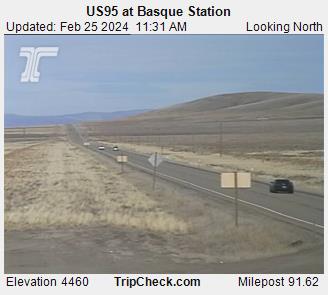 US95 at Basque Station
Updated: Feb 25 2024 11:31 AM Looking North
Elevation 4460 TripCheck.com Milepost 91.62